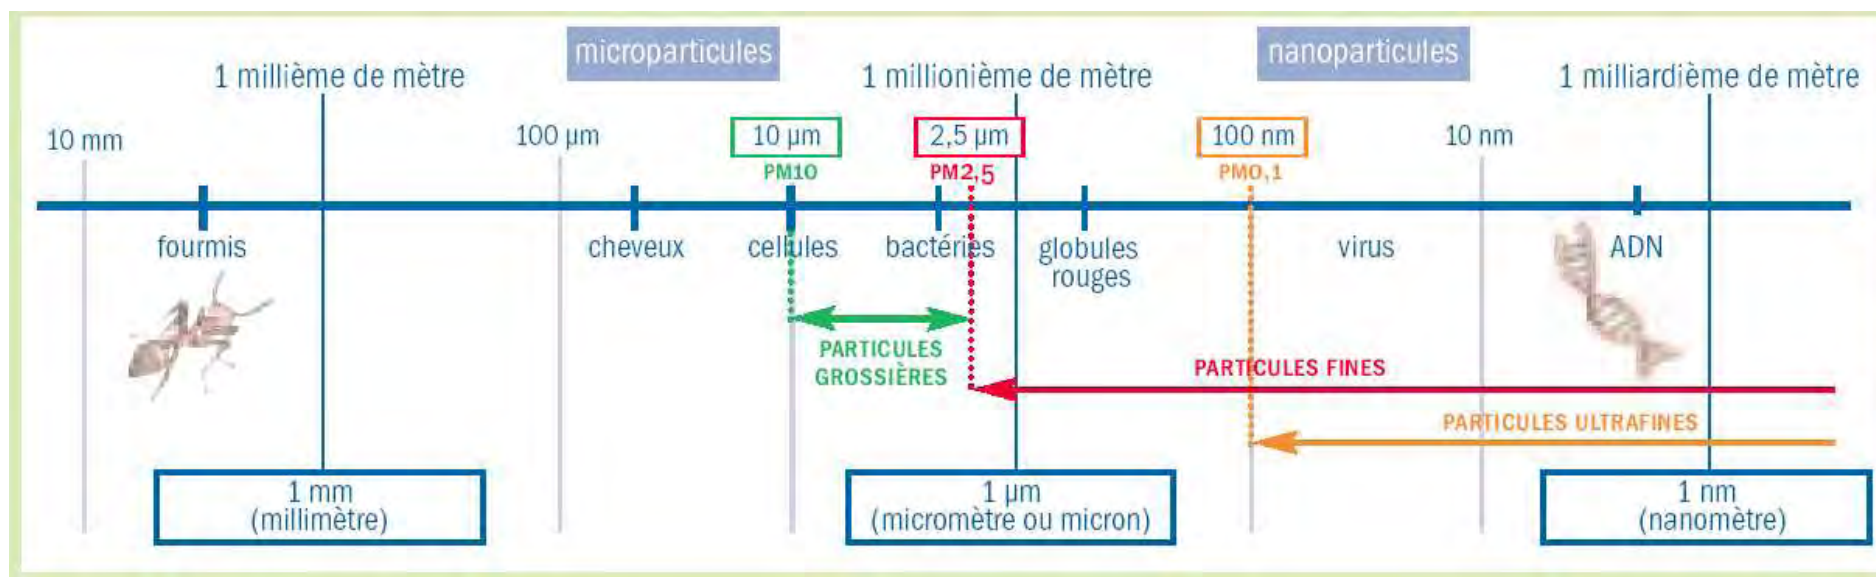 microparticules
nanoparticules
1 millième de mètre
1 millionième de mètre
1 milliardième de mètre
10 mm
100 µm
10 µm
2,5 µm
100 nm
10 nm
PM10
PM2,5
PM0,1
fourmis
cheveux
cellules
bactéries
globules
rouges
virus
ADN
PARTICULES
GROSSIÈRES
PARTICULES FINES
PARTICULES ULTRAFINES
1 mm
(millimètre)
1 µm
(micromètre ou micron)
1 nm
(nanomètre)